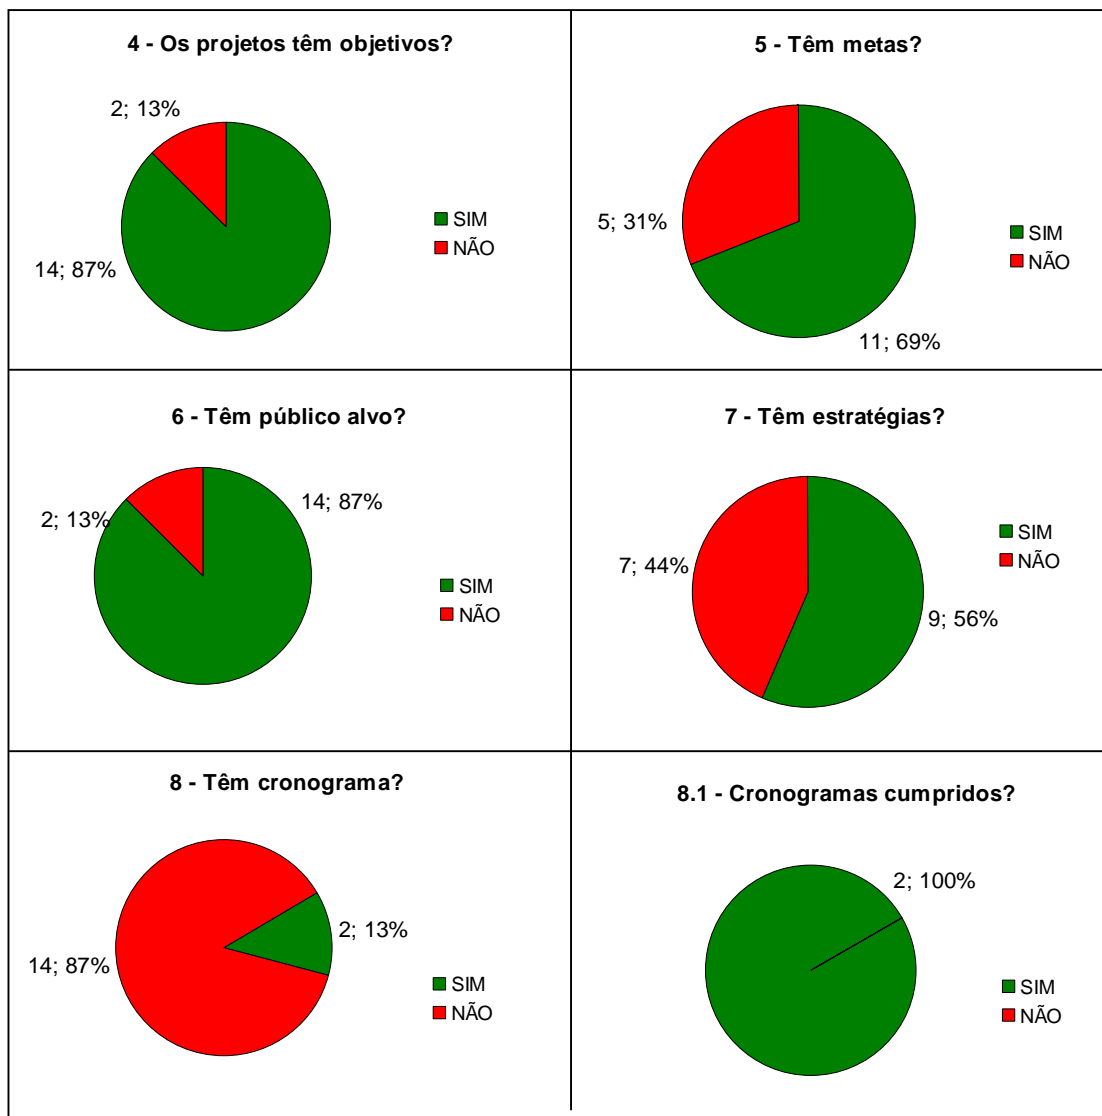 4 - Os projetos têm objetivos?
2; 13%
14; 87%
SIM
NÃO
5 - Têm metas?
5; 31%
11; 69%
SIM
NÃO
6 - Têm público alvo?
14; 87%
2; 13%
SIM
NÃO
7 - Têm estratégias?
7; 44%
9; 56%
SIM
NÃO
8 - Têm cronograma?
2; 13%
14; 87%
SIM
NÃO
8.1 - Cronogramas cumpridos?
2; 100%
SIM
NÃO